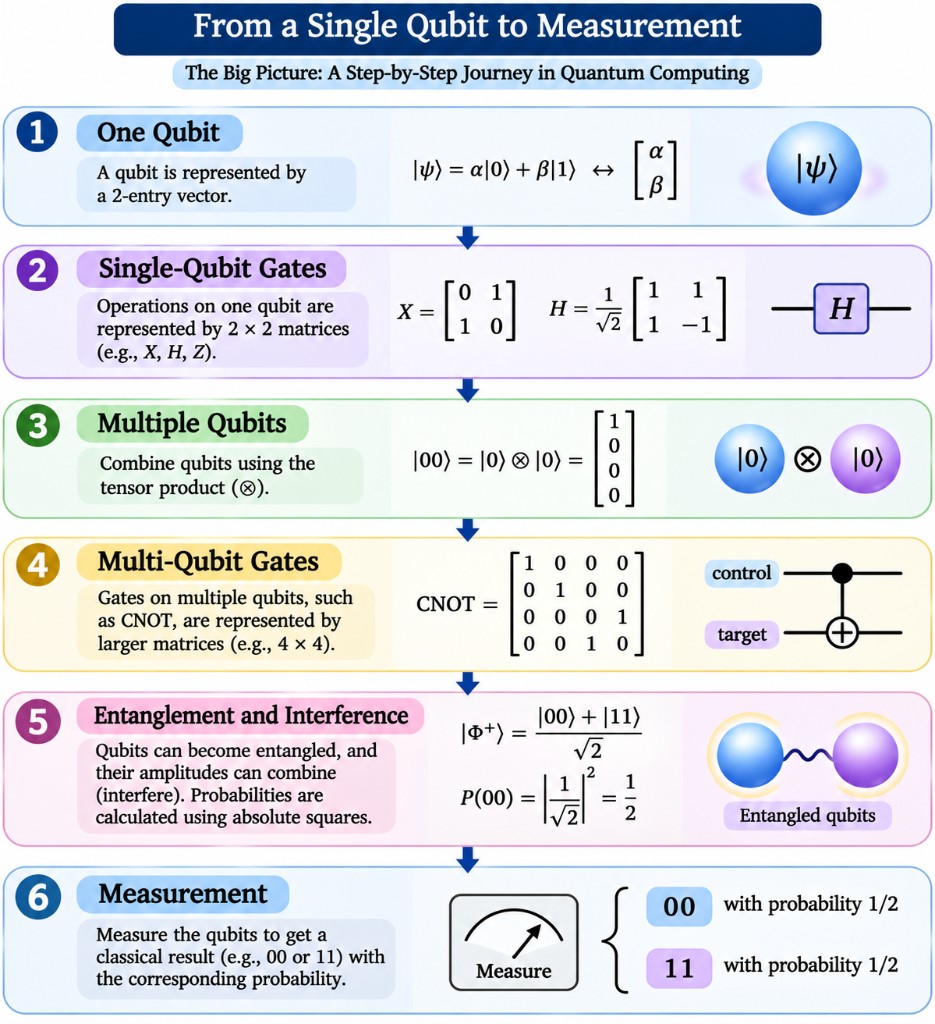 From a Single Qubit to Measurement
The Big Picture: A Step-by-Step Journey in Quantum Computing
1
One Qubit
A qubit is represented by
a 2-entry vector.
|ψ⟩ = α|0⟩ + β|1⟩ ↔ [α
β]
|ψ⟩
2
Single-Qubit Gates
Operations on one qubit are
represented by 2 × 2 matrices
(e.g., X, H, Z).
X = [0 1
1 0]
H = 1/√2 [1 1
1 −1]
H
3
Multiple Qubits
Combine qubits using the
tensor product (⊗).
|00⟩ = |0⟩ ⊗ |0⟩ = [1
0
0
0]
|0⟩ ⊗ |0⟩
4
Multi-Qubit Gates
Gates on multiple qubits, such
as CNOT, are represented by
larger matrices (e.g., 4 × 4).
CNOT = [1 0 0 0
0 1 0 0
0 0 0 1
0 0 1 0]
control
target
5
Entanglement and Interference
Qubits can become entangled, and
their amplitudes can combine
(interfere). Probabilities are
calculated using absolute squares.
|Φ⁺⟩ = (|00⟩ + |11⟩)/√2
P(00) = |1/√2|² = 1/2
Entangled qubits
6
Measurement
Measure the qubits to get a
classical result (e.g., 00 or 11) with
the corresponding probability.
Measure
00 with probability 1/2
11 with probability 1/2